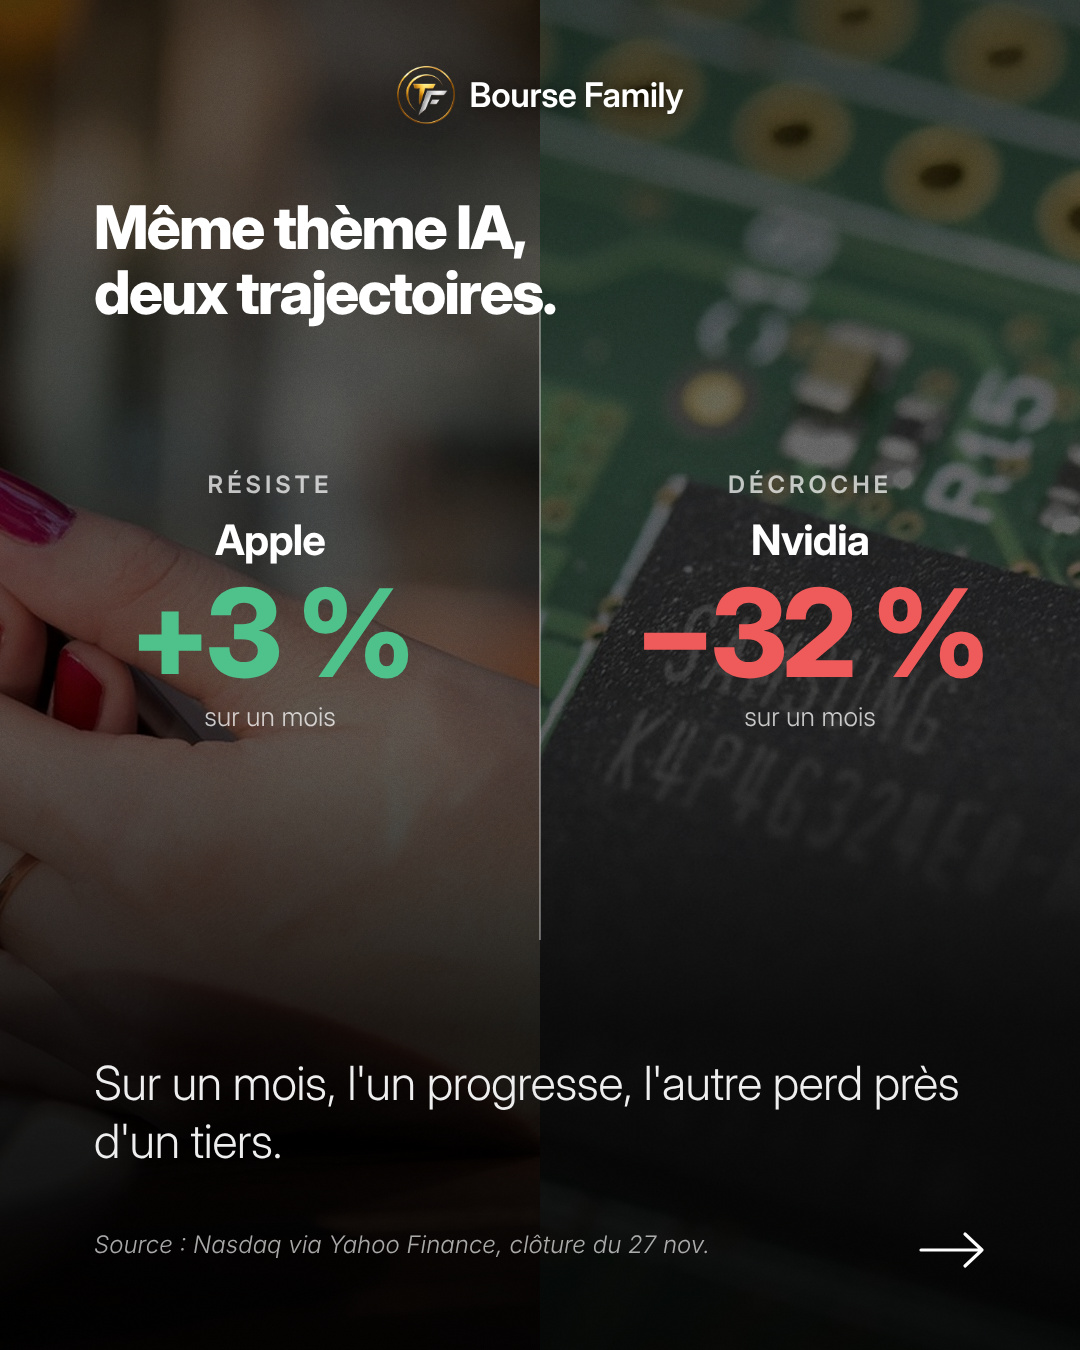 Bourse Family
Même thème IA,
deux trajectoires.
RÉSISTE
Apple
+3 %
sur un mois
DÉCROCHE
Nvidia
−32 %
sur un mois
R15
SAMSUNG
Sur un mois, l'un progresse, l'autre perd près
d'un tiers.
Source : Nasdaq via Yahoo Finance, clôture du 27 nov.